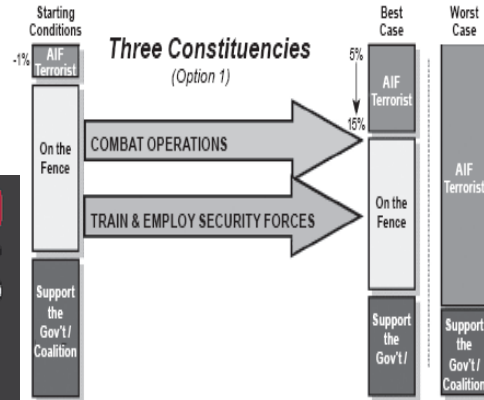 Starting
Conditions
-1%
AIF
Terrorist
On the
Fence
Support
the
Gov't /
Coalition
Three Constituencies
(Option 1)
COMBAT OPERATIONS
TRAIN & EMPLOY SECURITY FORCES
Best
Case
5%
15%
AIF
Terrorist
On the
Fence
Support
the
Gov't /
Worst
Case
AIF
Terrorist
Support
the
Gov't /
Coalition